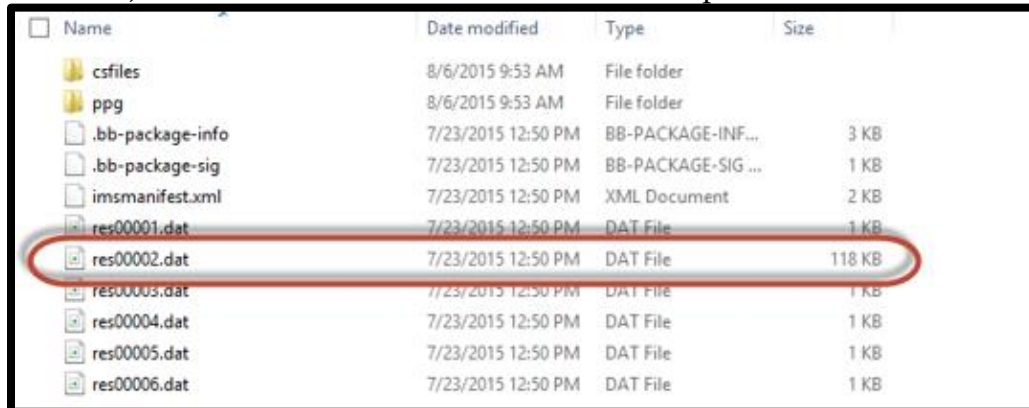 Name Date modified Type Size
csfiles 8/6/2015 9:53 AM File folder
ppg 8/6/2015 9:53 AM File folder
.bb-package-info 7/23/2015 12:50 PM BB-PACKAGE-INF... 3 KB
.bb-package-sig 7/23/2015 12:50 PM BB-PACKAGE-SIG ... 1 KB
imsmanifest.xml 7/23/2015 12:50 PM XML Document 2 KB
res00001.dat 7/23/2015 12:50 PM DAT File 1 KB
res00002.dat 7/23/2015 12:50 PM DAT File 118 KB
res00003.dat 7/23/2015 12:50 PM DAT File 1 KB
res00004.dat 7/23/2015 12:50 PM DAT File 1 KB
res00005.dat 7/23/2015 12:50 PM DAT File 1 KB
res00006.dat 7/23/2015 12:50 PM DAT File 1 KB